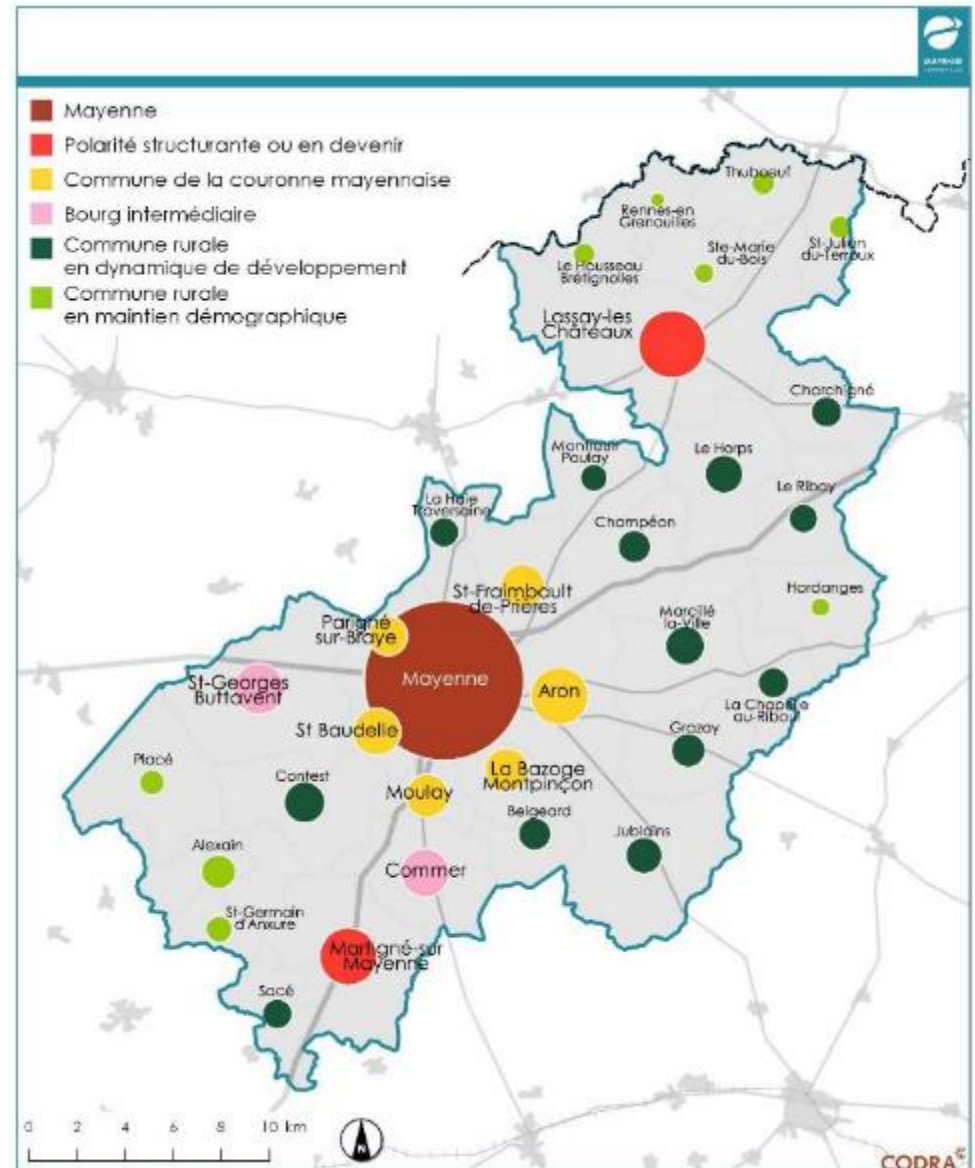 Mayenne
Polarité structurante ou en devenir
Commune de la couronne mayennaise
Bourg intermédiaire
Commune rurale
en dynamique de développement
Commune rurale
en maintien démographique
Thuboeuf
Rennes-en
Grenouilles
Ste-Marie
du-Bois
St-Julien
du-Terroux
Le Housseau
Brétignolles
Lassay-les
Châteaux
Charchigné
Montreuil
Poulay
Le Horps
Le Ribay
La Haie
Traversaine
Champéon
Hardanges
St-Fraimbault
de-Prières
Marcillé
la-Ville
Parigné
sur-Braye
Mayenne
Aron
St-Georges
Buttavent
La Chapelle
au-Riboul
St Baudelle
Grazay
Placé
Contest
La Bazoge
Montpinçon
Moulay
Belgeard
Jublains
Alexain
Commer
St-Germain
d'Anxure
Martigné-sur
Mayenne
Sacé
0 2 4 6 8 10 km
N
CODRA